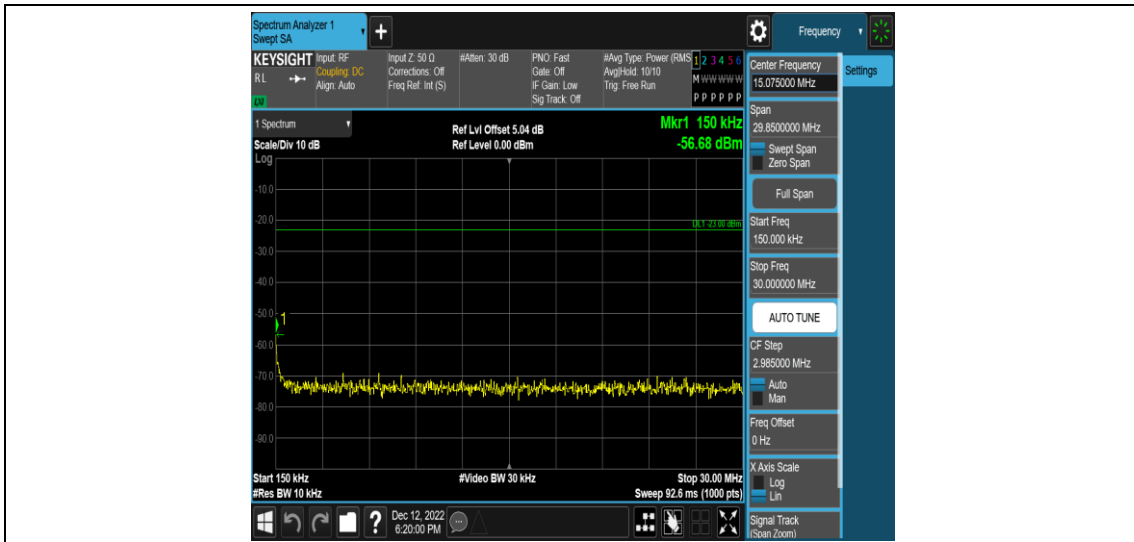 Spectrum Analyzer 1
Swept SA
+
Frequency
KEYSIGHT
RL
LXI
Input: RF
Coupling: DC
Align: Auto
Input Z: 50 Ω
Corrections: Off
Freq Ref: Int (S)
#Atten: 30 dB
PNO: Fast
Gate: Off
IF Gain: Low
Sig Track: Off
#Avg Type: Power (RMS
Avg|Hold: 10/10
Trig: Free Run
1 2 3 4 5 6
M W W W W W
P P P P P P
1 Spectrum
Scale/Div 10 dB
Ref Lvl Offset 5.04 dB
Ref Level 0.00 dBm
Mkr1 150 kHz
-56.68 dBm
Log
-10.0
-20.0
DL1 -23.00 dBm
-30.0
-40.0
-50.0
1
-60.0
-70.0
-80.0
-90.0
Start 150 kHz
#Video BW 30 kHz
Stop 30.00 MHz
#Res BW 10 kHz
Sweep 92.6 ms (1000 pts)
?
Dec 12, 2022
6:20:00 PM
Center Frequency
15.075000 MHz
Settings
Span
29.8500000 MHz
Swept Span
Zero Span
Full Span
Start Freq
150.000 kHz
Stop Freq
30.000000 MHz
AUTO TUNE
CF Step
2.985000 MHz
Auto
Man
Freq Offset
0 Hz
X Axis Scale
Log
Lin
Signal Track
(Span Zoom)